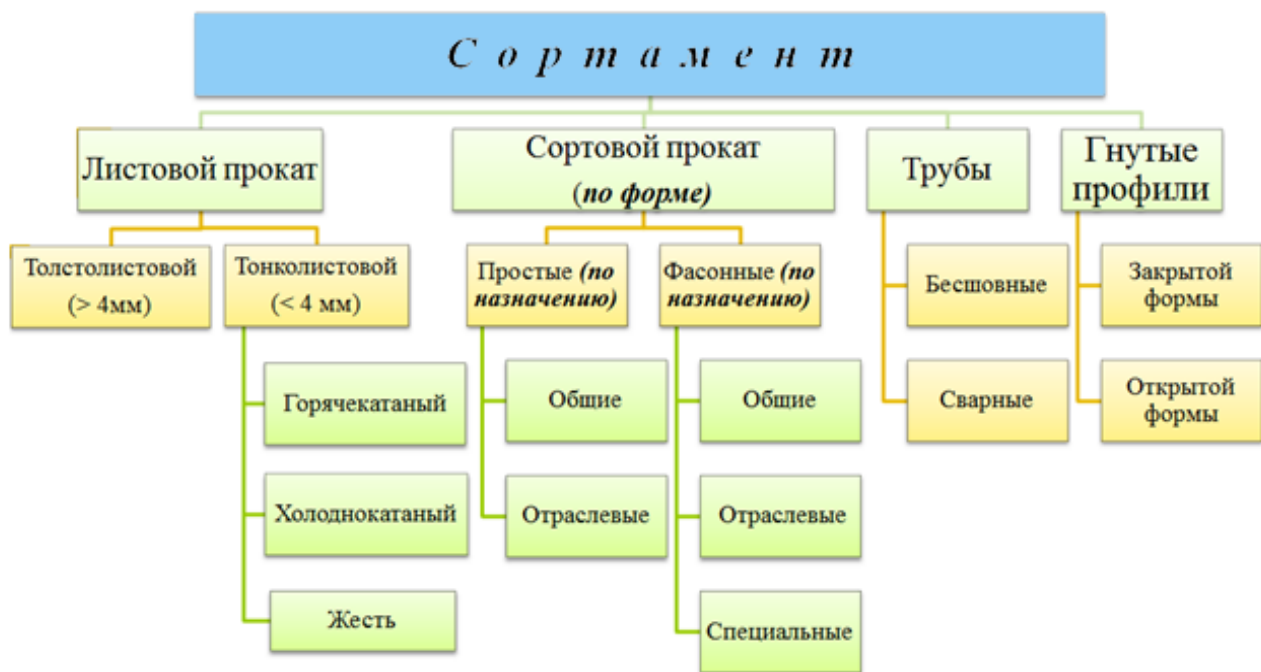 Сортамент
Листовой прокат
Сортовой прокат
(по форме)
Трубы
Гнутые
профили
Толстолистовой
(> 4мм)
Тонколистовой
(< 4 мм)
Простые (по
назначению)
Фасонные (по
назначению)
Бесшовные
Закрытой
формы
Горячекатаный
Общие
Общие
Сварные
Открытой
формы
Холоднокатаный
Отраслевые
Отраслевые
Жесть
Специальные